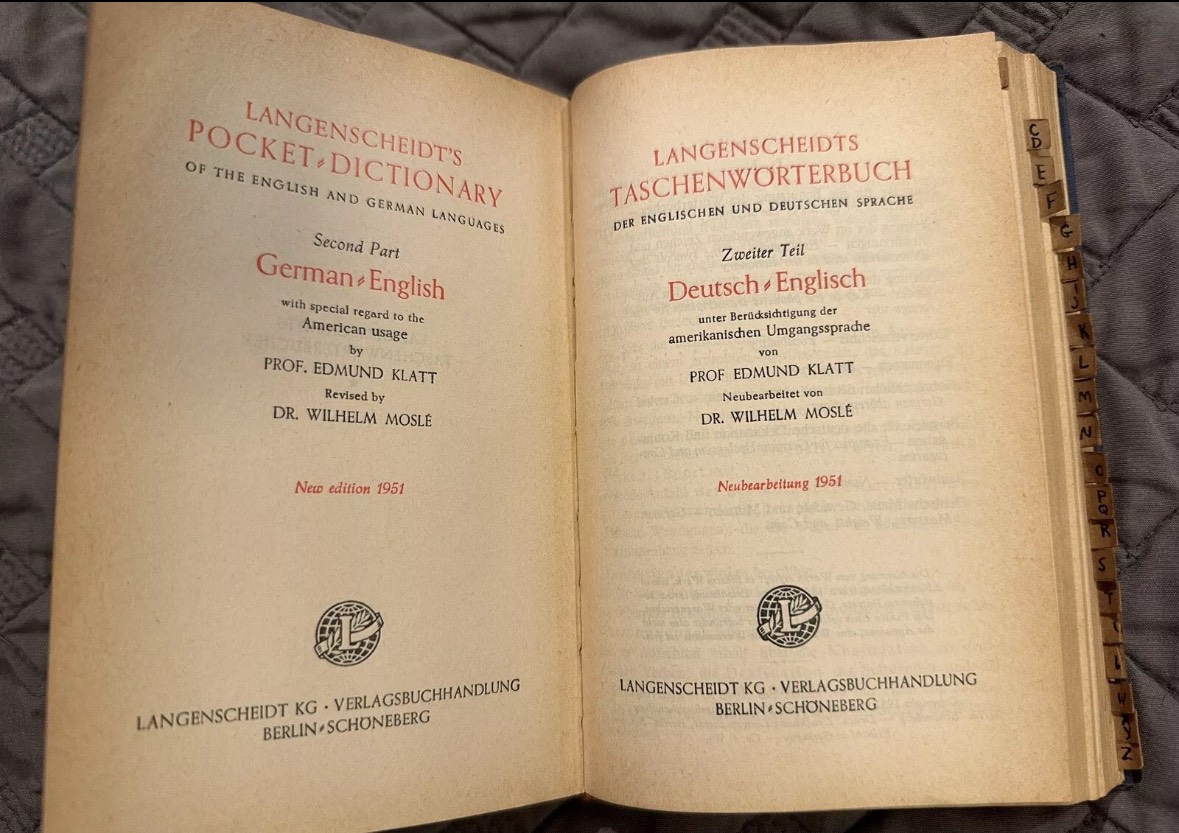 LANGENSCHEIDT'S
POCKET-DICTIONARY
OF THE ENGLISH AND GERMAN LANGUAGES
Second Part
German-English
with special regard to the
American usage
by
PROF. EDMUND KLATT
Revised by
DR. WILHELM MOSLÉ
New edition 1951
L
LANGENSCHEIDT KG · VERLAGSBUCHHANDLUNG
BERLIN-SCHÖNEBERG
LANGENSCHEIDTS
TASCHENWÖRTERBUCH
DER ENGLISCHEN UND DEUTSCHEN SPRACHE
Zweiter Teil
Deutsch-Englisch
unter Berücksichtigung der
amerikanischen Umgangssprache
von
PROF EDMUND KLATT
Neubearbeitet von
DR. WILHELM MOSLÉ
Neubearbeitung 1951
L
LANGENSCHEIDT KG · VERLAGSBUCHHANDLUNG
BERLIN-SCHÖNEBERG
C
D
E
F
G
H
J
K
L
M
N
O
P
Q
R
S
T
W
Y
Z